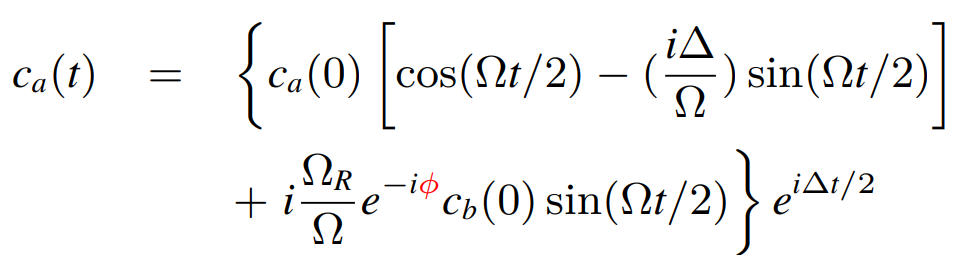 c_a(t) = { c_a(0) [ cos(Ωt/2) − (iΔ/Ω) sin(Ωt/2) ]
+ i Ω_R/Ω e^{−iϕ} c_b(0) sin(Ωt/2) } e^{iΔt/2}